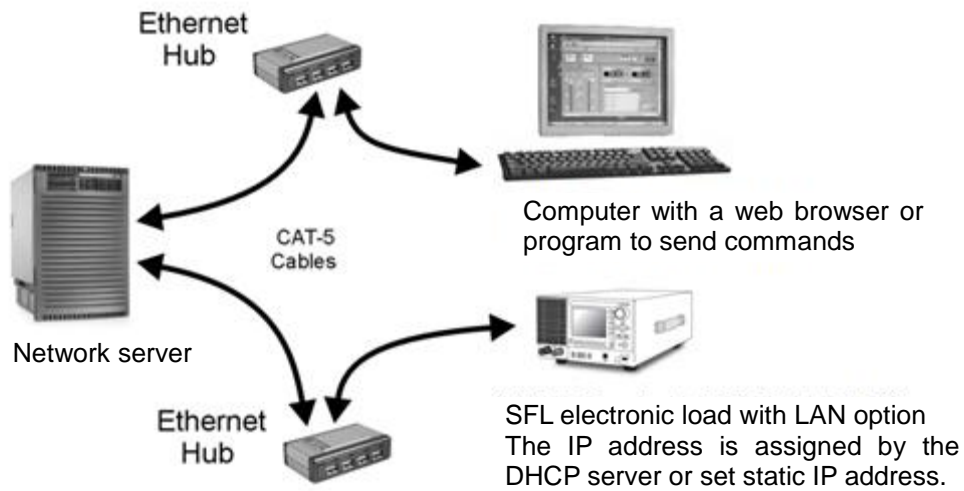 Ethernet
Hub
Computer with a web browser or
program to send commands
CAT-5
Cables
Network server
Ethernet
Hub
SFL electronic load with LAN option
The IP address is assigned by the
DHCP server or set static IP address.